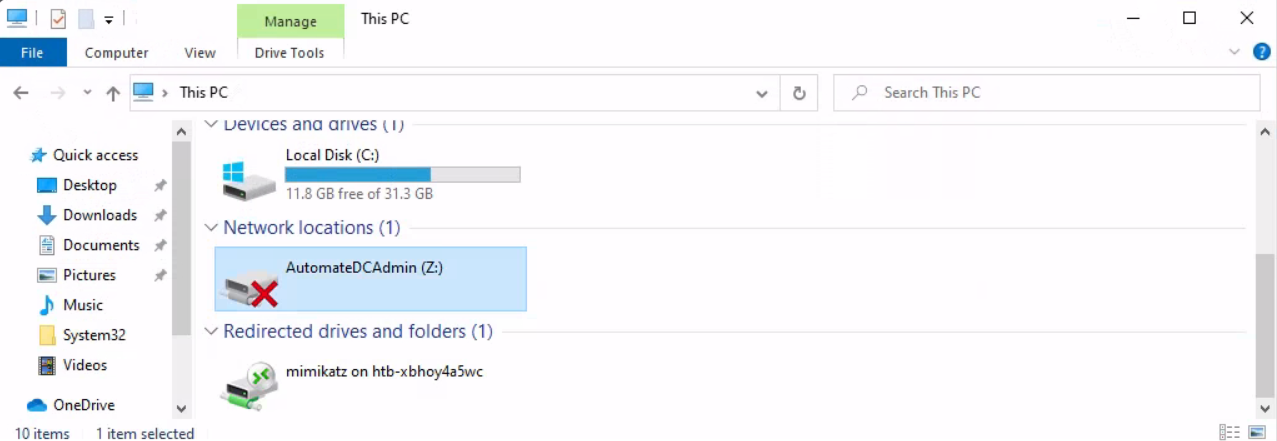 Manage
This PC
File
Computer
View
Drive Tools
This PC
Search This PC
Quick access
Desktop
Downloads
Documents
Pictures
Music
System32
Videos
OneDrive
Devices and drives (1)
Local Disk (C:)
11.8 GB free of 31.3 GB
Network locations (1)
AutomateDCAdmin (Z:)
Redirected drives and folders (1)
mimikatz on htb-xbhoy4a5wc
10 items
1 item selected